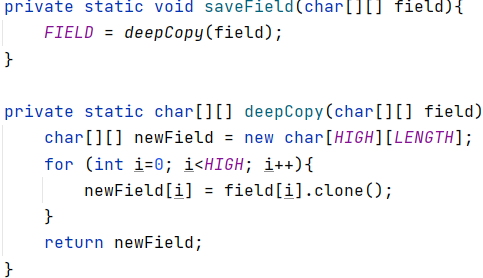 private static void saveField(char[][] field){
    FIELD = deepCopy(field);
}

private static char[][] deepCopy(char[][] field)
    char[][] newField = new char[HIGH][LENGTH];
    for (int i=0; i<HIGH; i++){
        newField[i] = field[i].clone();
    }
    return newField;
}